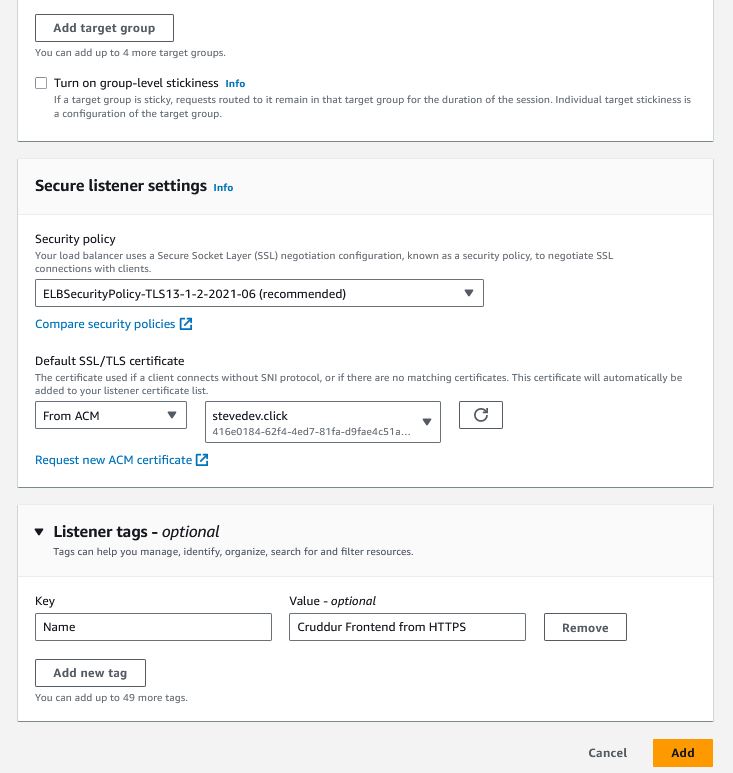 Add target group
You can add up to 4 more target groups.
Turn on group-level stickiness Info
If a target group is sticky, requests routed to it remain in that target group for the duration of the session. Individual target stickiness is
a configuration of the target group.
Secure listener settings Info
Security policy
Your load balancer uses a Secure Socket Layer (SSL) negotiation configuration, known as a security policy, to negotiate SSL
connections with clients.
ELBSecurityPolicy-TLS13-1-2-2021-06 (recommended)
Compare security policies
Default SSL/TLS certificate
The certificate used if a client connects without SNI protocol, or if there are no matching certificates. This certificate will automatically be
added to your listener certificate list.
From ACM
stevedev.click
416e0184-62f4-4ed7-81fa-d9fae4c51a...
Request new ACM certificate
Listener tags - optional
Tags can help you manage, identify, organize, search for and filter resources.
Key
Value - optional
Name
Cruddur Frontend from HTTPS
Remove
Add new tag
You can add up to 49 more tags.
Cancel
Add